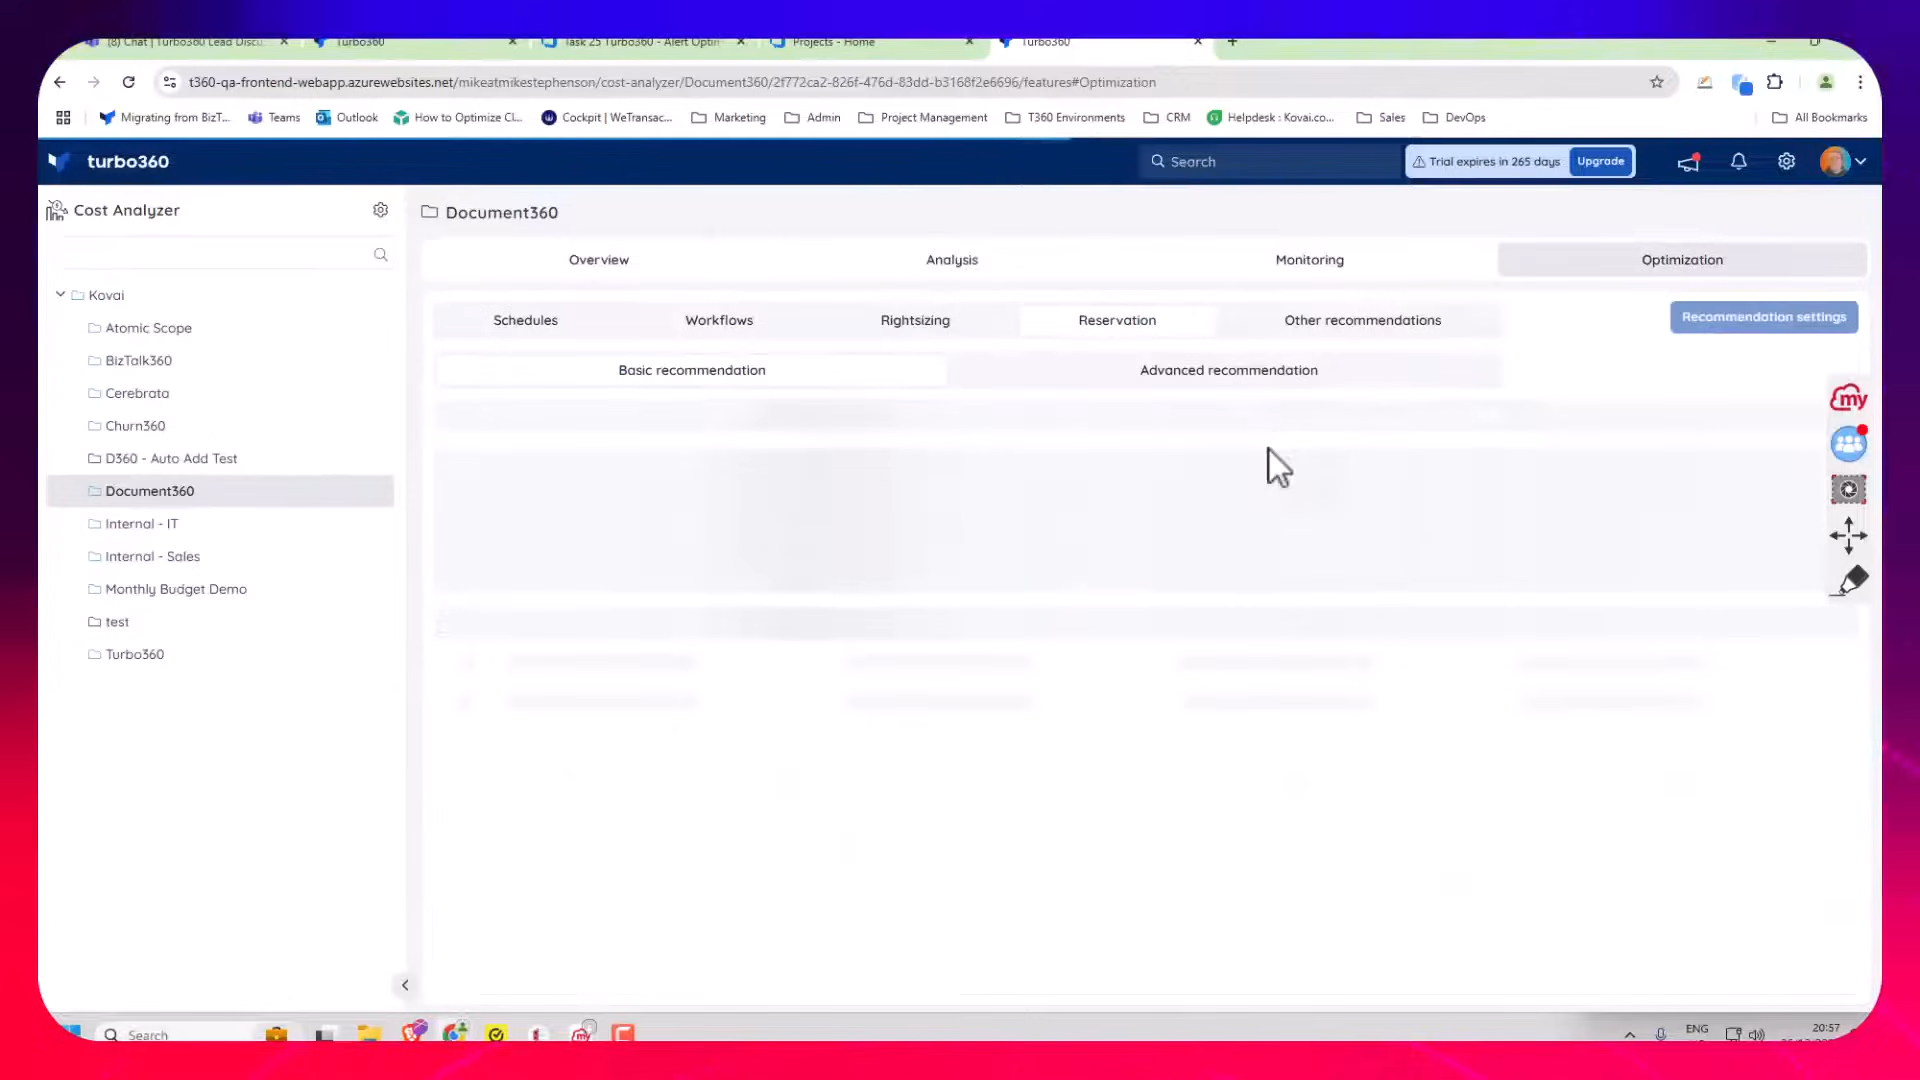 (8) Chat | Turbo360 Lead Discu...
Turbo360
Task 25 Turbo360 - Alert Optim
Projects - Home
Turbo360
t360-qa-frontend-webapp.azurewebsites.net/mikeatmikestephenson/cost-analyzer/Document360/2f772ca2-826f-476d-83dd-b3168f2e6696/features#Optimization
Migrating from BizT...
Teams
Outlook
How to Optimize Cl...
Cockpit | WeTransac...
Marketing
Admin
Project Management
T360 Environments
CRM
Helpdesk : Kovai.co...
Sales
DevOps
All Bookmarks
turbo360
Search
Trial expires in 265 days
Upgrade
Cost Analyzer
Document360
Overview
Analysis
Monitoring
Optimization
Kovai
Atomic Scope
BizTalk360
Cerebrata
Churn360
D360 - Auto Add Test
Document360
Internal - IT
Internal - Sales
Monthly Budget Demo
test
Turbo360
Schedules
Workflows
Rightsizing
Reservation
Other recommendations
Recommendation settings
Basic recommendation
Advanced recommendation
my
Search
ENG
20:57